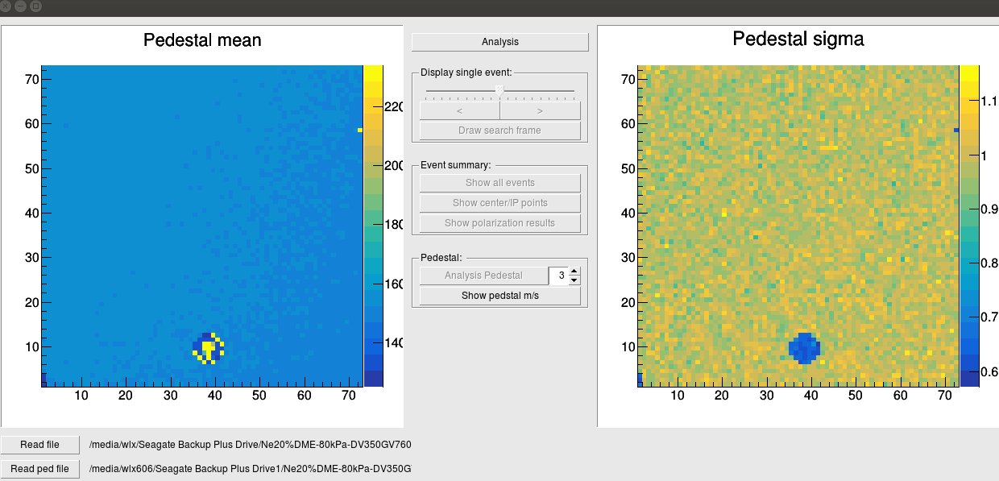 Pedestal mean
70
60
50
40
30
20
10
10 20 30 40 50 60 70
220
200
180
160
140
Analysis
Display single event:
< >
Draw search frame
Event summary:
Show all events
Show center/IP points
Show polarization results
Pedestal:
Analysis Pedestal 3
Show pedstal m/s
Pedestal sigma
70
60
50
40
30
20
10
10 20 30 40 50 60 70
1.1
1
0.9
0.8
0.7
0.6
Read file /media/wlx/Seagate Backup Plus Drive/Ne20%DME-80kPa-DV350GV760
Read ped file /media/wlx606/Seagate Backup Plus Drive1/Ne20%DME-80kPa-DV350G